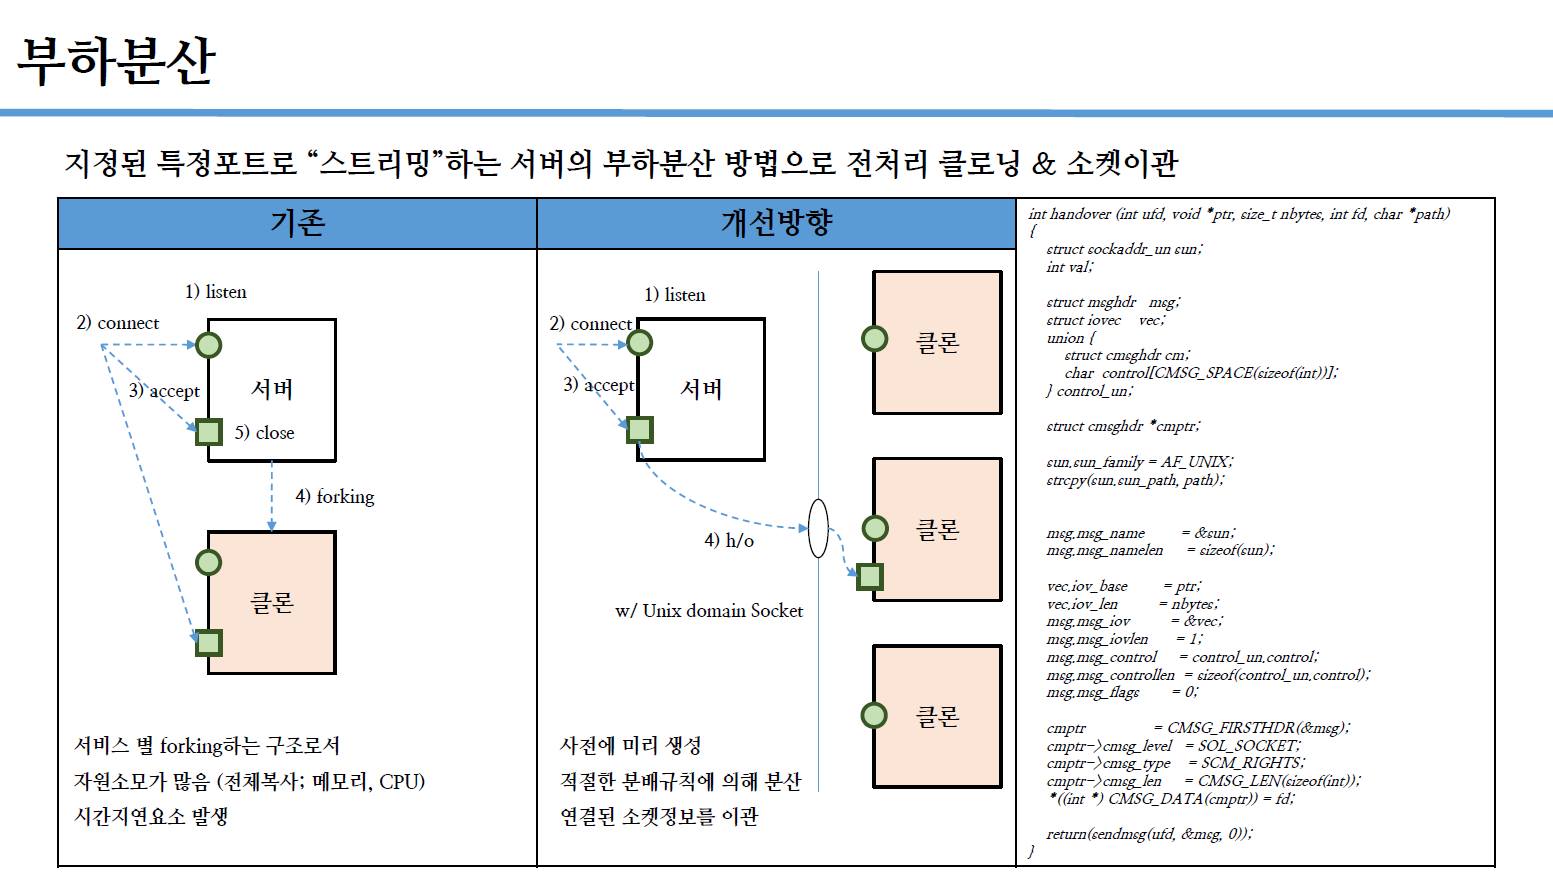 부하분산
지정된 특정포트로 “스트리밍”하는 서버의 부하분산 방법으로 전처리 클로닝 & 소켓이관
기존
1) listen
2) connect
3) accept
서버
5) close
4) forking
클론
서비스 별 forking하는 구조로서
자원소모가 많음 (전체복사; 메모리, CPU)
시간지연요소 발생
개선방향
1) listen
2) connect
3) accept
서버
4) h/o
w/ Unix domain Socket
클론
클론
클론
사전에 미리 생성
적절한 분배규칙에 의해 분산
연결된 소켓정보를 이관
int handover (int ufd, void *ptr, size_t nbytes, int fd, char *path)
{
struct sockaddr_un sun;
int val;
struct msghdr msg;
struct iovec vec;
union {
struct cmsghdr cm;
char control[CMSG_SPACE(sizeof(int))];
} control_un;
struct cmsghdr *cmptr;
sun.sun_family = AF_UNIX;
strcpy(sun.sun_path, path);
msg.msg_name = &sun;
msg.msg_namelen = sizeof(sun);
vec.iov_base = ptr;
vec.iov_len = nbytes;
msg.msg_iov = &vec;
msg.msg_iovlen = 1;
msg.msg_control = control_un.control;
msg.msg_controllen = sizeof(control_un.control);
msg.msg_flags = 0;
cmptr = CMSG_FIRSTHDR(&msg);
cmptr->cmsg_level = SOL_SOCKET;
cmptr->cmsg_type = SCM_RIGHTS;
cmptr->cmsg_len = CMSG_LEN(sizeof(int));
*((int *) CMSG_DATA(cmptr)) = fd;
return(sendmsg(ufd, &msg, 0));
}